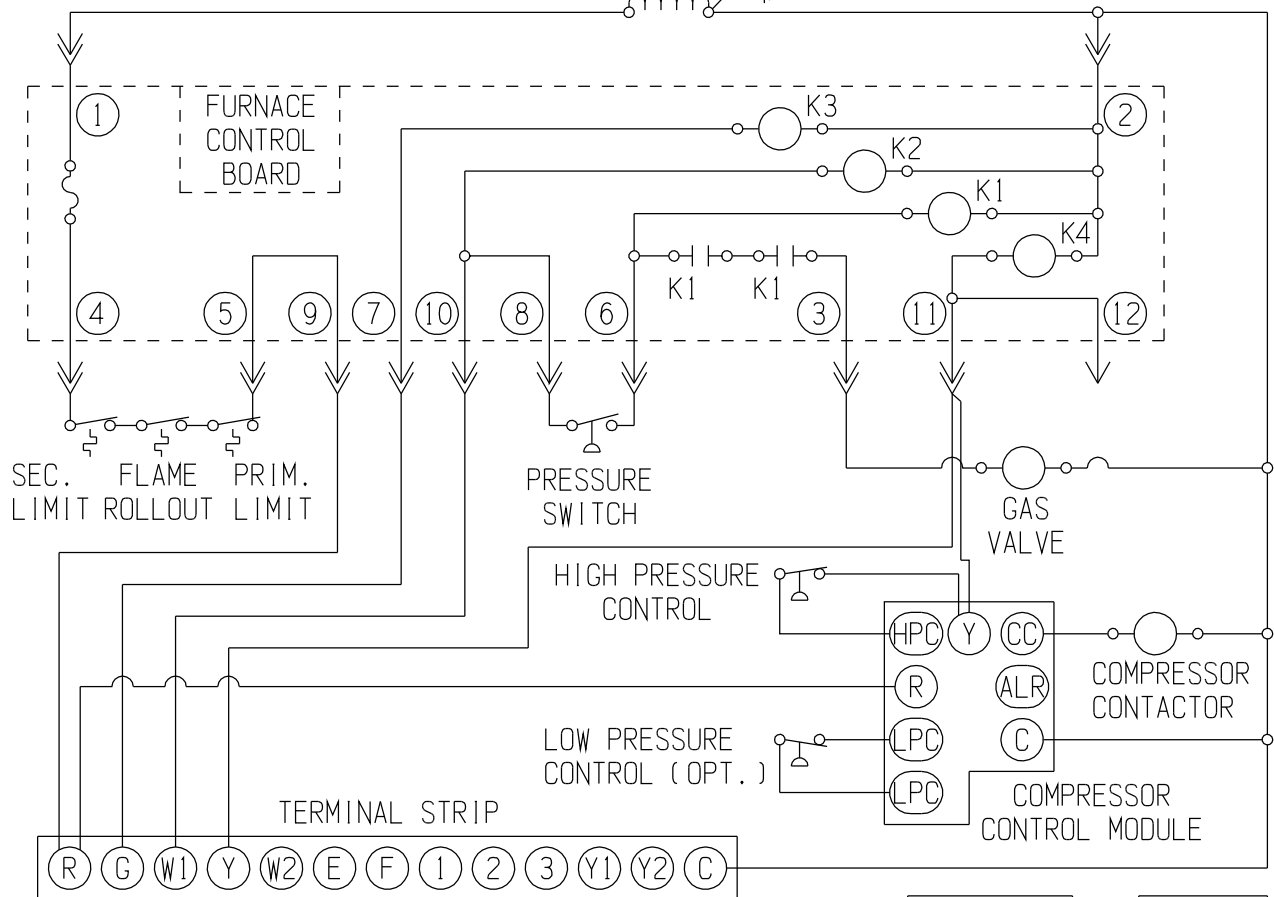 1
FURNACE
CONTROL
BOARD
K3
2
K2
K1
K4
K1 K1
4 5 9 7 10 8 6 3 11 12
SEC. FLAME PRIM.
LIMIT ROLLOUT LIMIT
PRESSURE
SWITCH
GAS
VALVE
HIGH PRESSURE
CONTROL
HPC Y CC
R ALR
COMPRESSOR
CONTACTOR
LOW PRESSURE
CONTROL (OPT.)
LPC C
LPC
COMPRESSOR
CONTROL MODULE
TERMINAL STRIP
R G W1 Y W2 E F 1 2 3 Y1 Y2 C